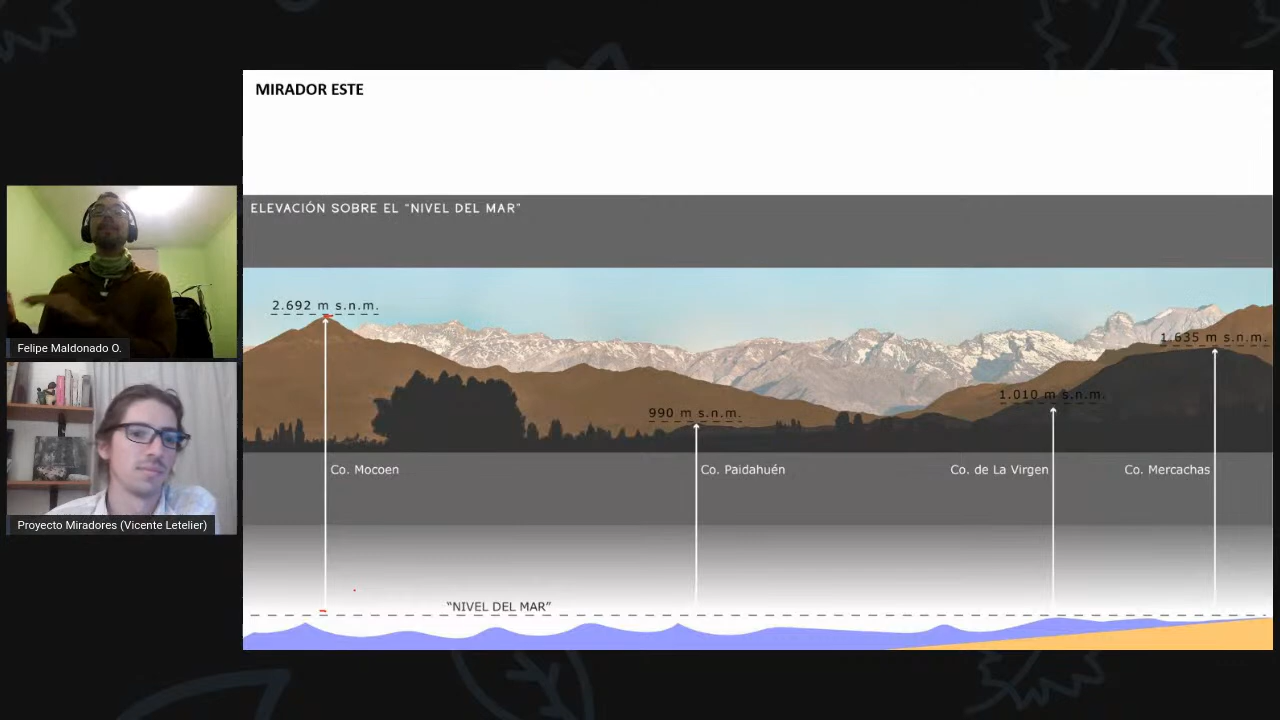 MIRADOR ESTE
ELEVACIÓN SOBRE EL "NIVEL DEL MAR"
2.692 m s.n.m.
1.635 m s.n.m.
1.010 m s.n.m.
990 m s.n.m.
Co. Mocoen
Co. Paidahuén
Co. de La Virgen
Co. Mercachas
"NIVEL DEL MAR"
Felipe Maldonado O.
Proyecto Miradores (Vicente Letelier)